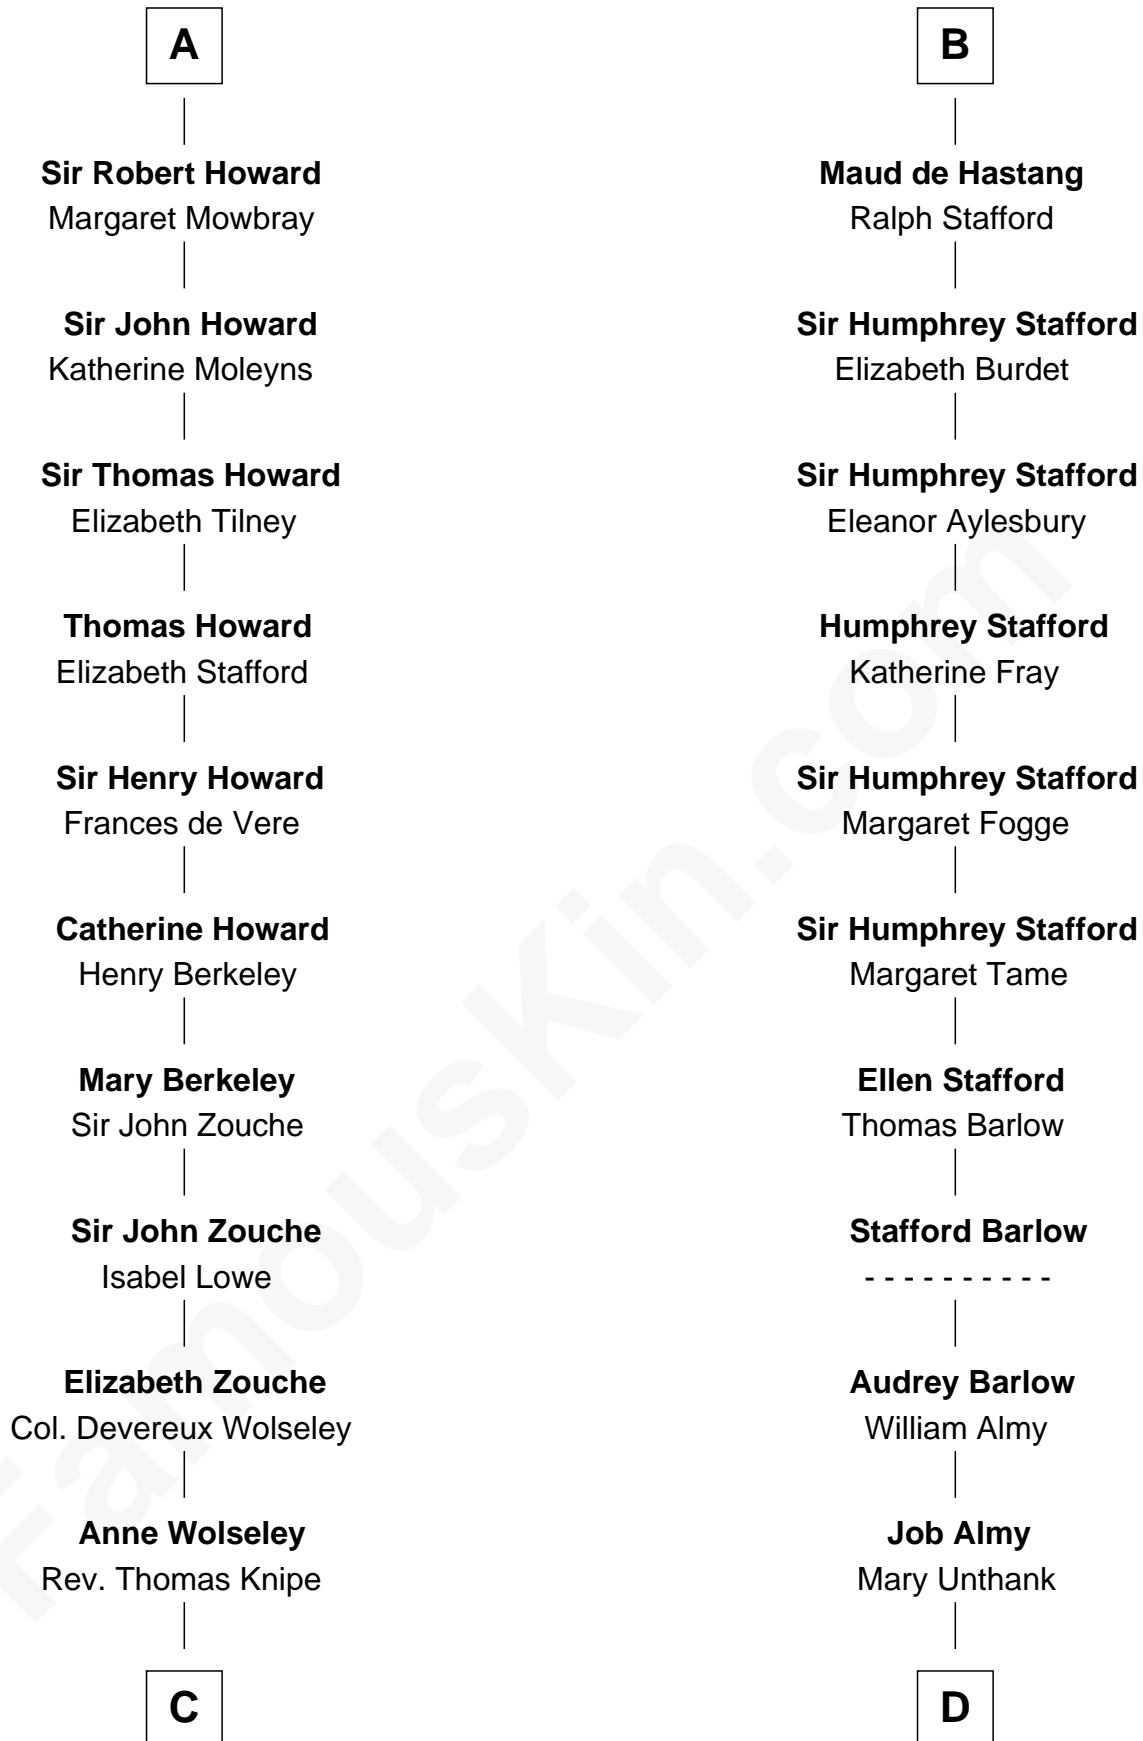 A
Sir Robert Howard
Margaret Mowbray
Sir John Howard
Katherine Moleyns
Sir Thomas Howard
Elizabeth Tilney
Thomas Howard
Elizabeth Stafford
Sir Henry Howard
Frances de Vere
Catherine Howard
Henry Berkeley
Mary Berkeley
Sir John Zouche
Sir John Zouche
Isabel Lowe
Elizabeth Zouche
Col. Devereux Wolseley
Anne Wolseley
Rev. Thomas Knipe
C
B
Maud de Hastang
Ralph Stafford
Sir Humphrey Stafford
Elizabeth Burdet
Sir Humphrey Stafford
Eleanor Aylesbury
Humphrey Stafford
Katherine Fray
Sir Humphrey Stafford
Margaret Fogge
Sir Humphrey Stafford
Margaret Tame
Ellen Stafford
Thomas Barlow
Stafford Barlow
- - - - - - - - - -
Audrey Barlow
William Almy
Job Almy
Mary Unthank
D
FamousKin.com